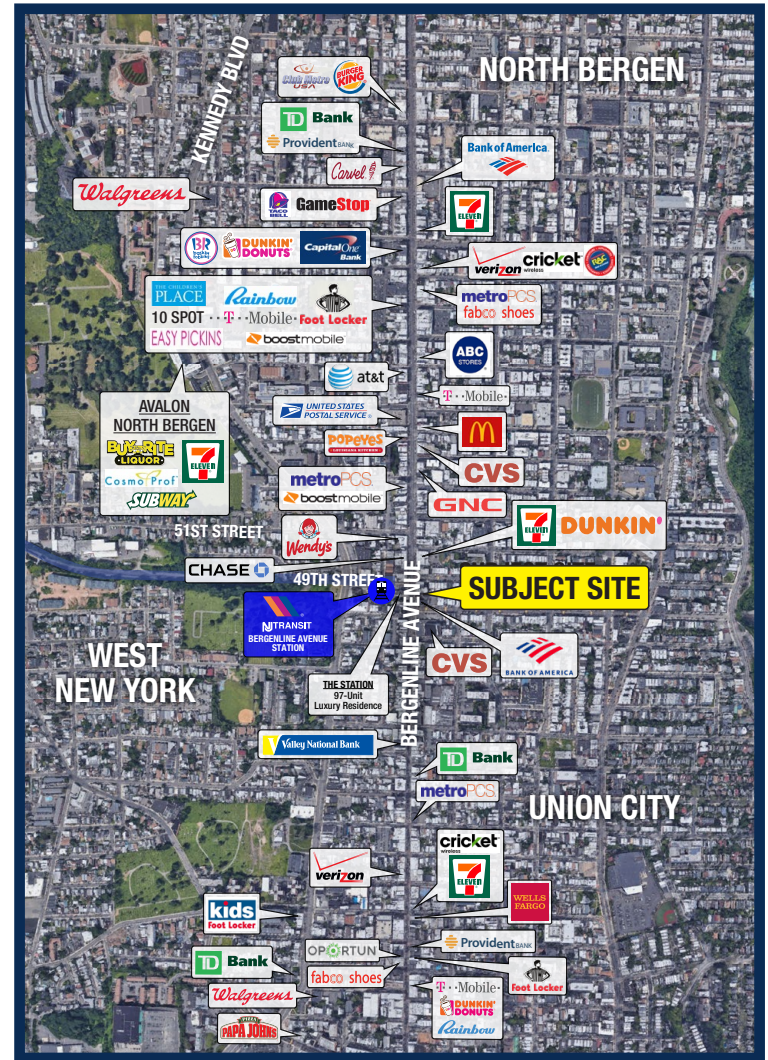 NORTH BERGEN
KENNEDY BLVD
Club Metro
USA
BURGER
KING
TD Bank
Provident BANK
Carvel
Bank of America
Walgreens
TACO
BELL
GameStop
7
ELEVEN
BR
baskin robbins
DUNKIN'
DONUTS
Capital One
Bank
verizon
cricket
wireless
metroPCS.
fabco shoes
THE CHILDREN'S
PLACE
Rainbow
10 SPOT
T-Mobile
Foot Locker
EASY PICKINS
boostmobile
ABC
STORES
at&t
T-Mobile
AVALON
NORTH BERGEN
BUY-RITE
LIQUOR
7
ELEVEN
Cosmo Prof
SUBWAY
UNITED STATES
POSTAL SERVICE
POPEYES
LOUISIANA KITCHEN
M
CVS
metroPCS.
boostmobile
GNC
51ST STREET
Wendy's
7
ELEVEN
DUNKIN'
CHASE
49TH STREET
SUBJECT SITE
NJ TRANSIT
BERGENLINE AVENUE
STATION
BERGENLINE AVENUE
WEST
NEW YORK
THE STATION
97-Unit
Luxury Residence
CVS
BANK OF AMERICA
Valley National Bank
TD Bank
metroPCS.
UNION CITY
cricket
wireless
7
ELEVEN
verizon
WELLS
FARGO
kids
Foot Locker
OPORTUN
Provident BANK
TD Bank
fabco shoes
Foot Locker
Walgreens
T-Mobile
DUNKIN'
DONUTS
Rainbow
PIZZA
PAPA JOHNS